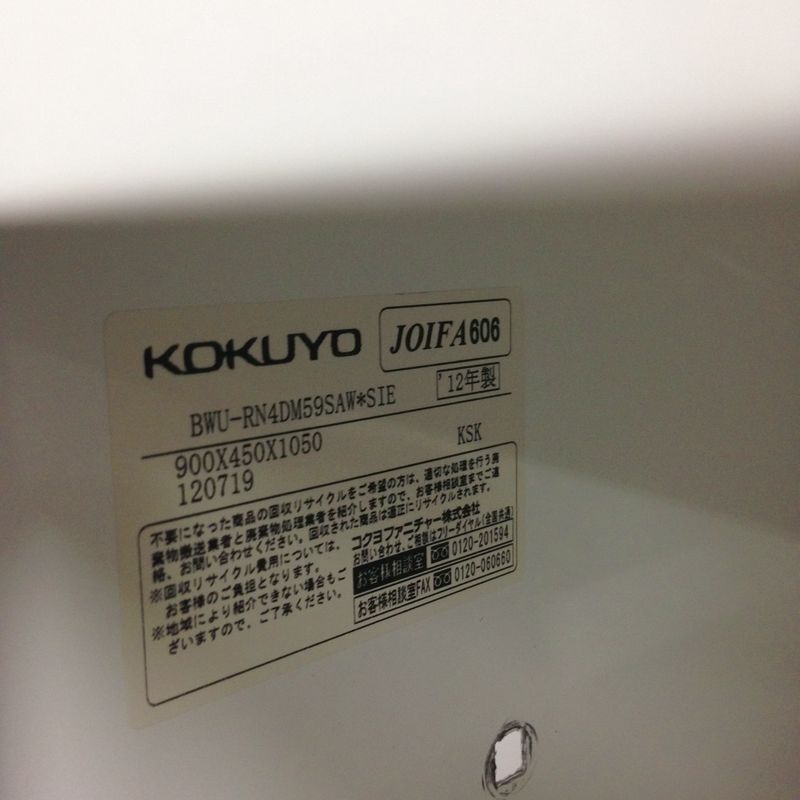 KOKUYO
JOIFA606
BWU-RN4DM59SAW*SIE
'12年製
900X450X1050
KSK
120719
不要になった商品の回収リサイクルをご希望の方は、適切な処理を行う廃
棄物搬送業者と廃棄物処理業者を紹介しますので、お客様相談室までご連
絡、お問い合わせください。回収された商品は適正にリサイクルされます。
※回収リサイクル費用については、
お客様のご負担となります。
※地域により紹介できない場合もご
ざいますので、ご了承ください。
コクヨファニチャー株式会社
お問い合わせ、ご相談はフリーダイヤル(全国共通)
お客様相談室 0120-201594
お客様相談室FAX 0120-060660